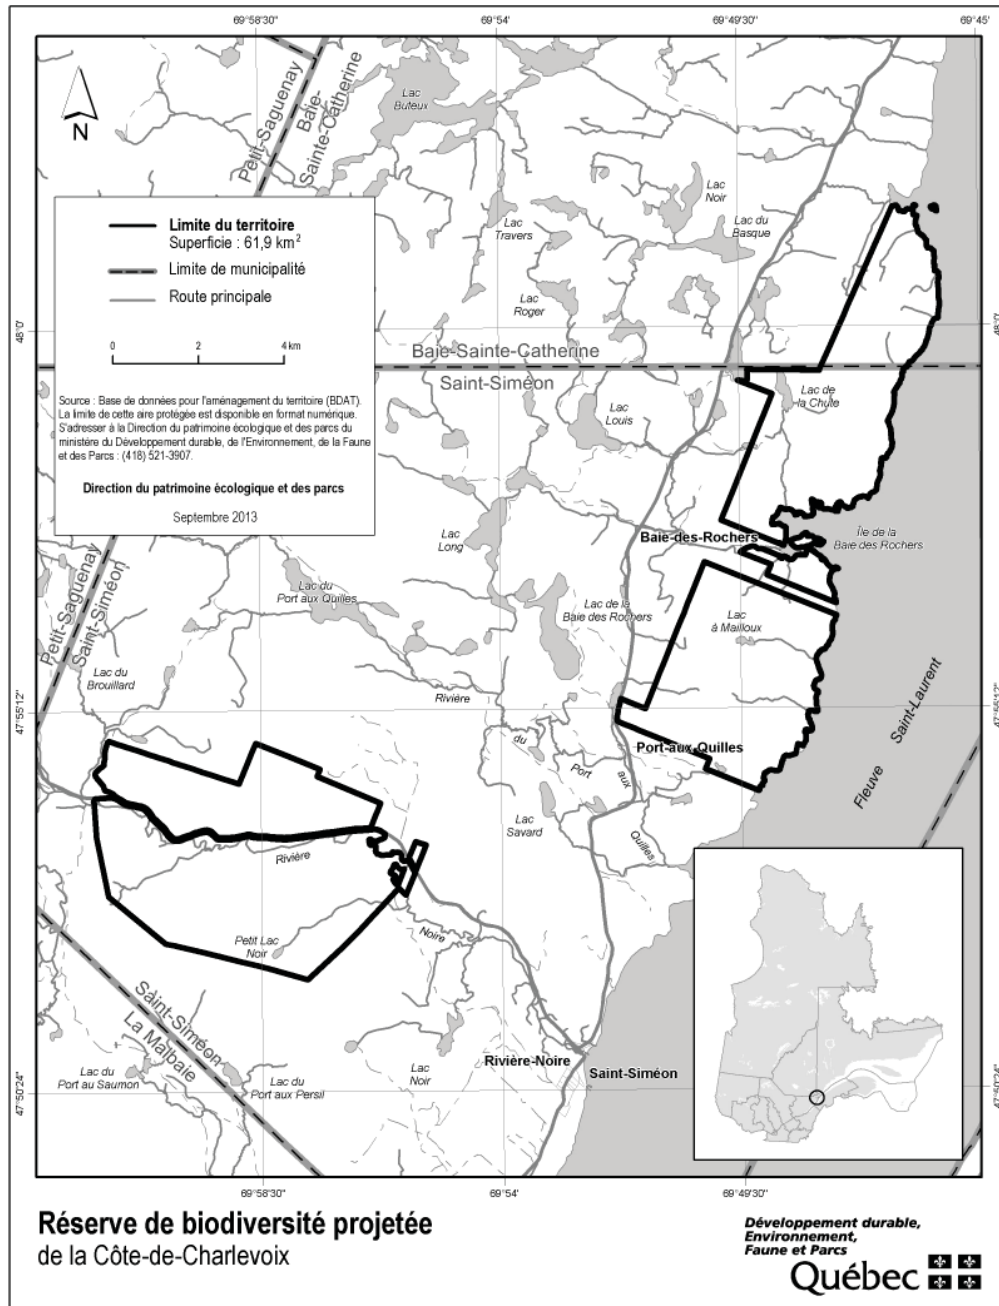 69°58'30"
69°54'
69°49'30"
69°45'
Lac
Buteux
Petit-Saguenay
Baie-
Sainte-Catherine
N
Lac
Noir
Lac du
Basque
Lac
Travers
Limite du territoire
Superficie : 61,9 km²
Limite de municipalité
Route principale
0
2
4 km
Lac
Roger
48°0'
48°0'
Baie-Sainte-Catherine
Saint-Siméon
Source : Base de données pour l'aménagement du territoire (BDAT).
La limite de cette aire protégée est disponible en format numérique.
S'adresser à la Direction du patrimoine écologique et des parcs du
ministère du Développement durable, de l'Environnement, de la Faune
et des Parcs : (418) 521-3907.
Direction du patrimoine écologique et des parcs
Septembre 2013
Lac de
la Chute
Lac
Louis
Lac
Long
Baie-des-Rochers
Île de la
Baie des Rochers
Petit-Saguenay
Saint-Siméon
Lac du
Port aux Quilles
Lac de la
Baie des Rochers
Lac
à Mailloux
Lac du
Brouillard
Rivière
du
Port
aux
Quilles
47°55'12"
47°55'12"
Port-aux-Quilles
Fleuve
Saint-Laurent
Lac
Savard
Rivière
Noire
Petit Lac
Noir
Saint-Siméon
La Malbaie
Lac du
Port au Saumon
Lac du
Port aux Persil
Lac
Noir
Rivière-Noire
Saint-Siméon
47°50'24"
47°50'24"
69°58'30"
69°54'
69°49'30"
Réserve de biodiversité projetée
de la Côte-de-Charlevoix
Développement durable,
Environnement,
Faune et Parcs
Québec